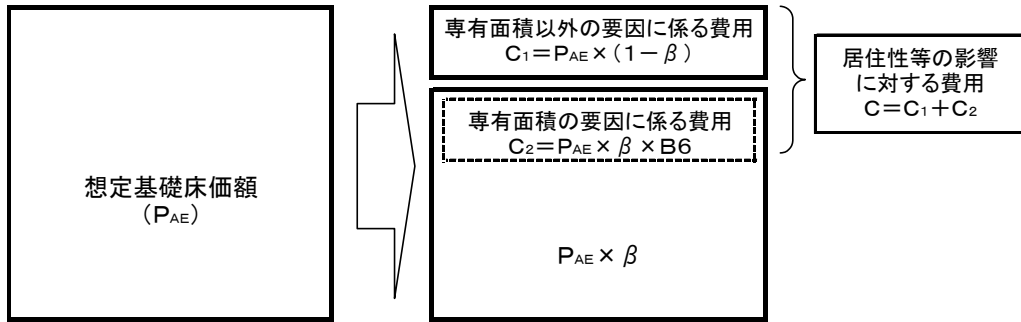 想定基礎床価額
(PAE)
専有面積以外の要因に係る費用
C1=PAE×(1-β)
専有面積の要因に係る費用
C2=PAE×β×B6
PAE×β
居住性等の影響
に対する費用
C=C1+C2